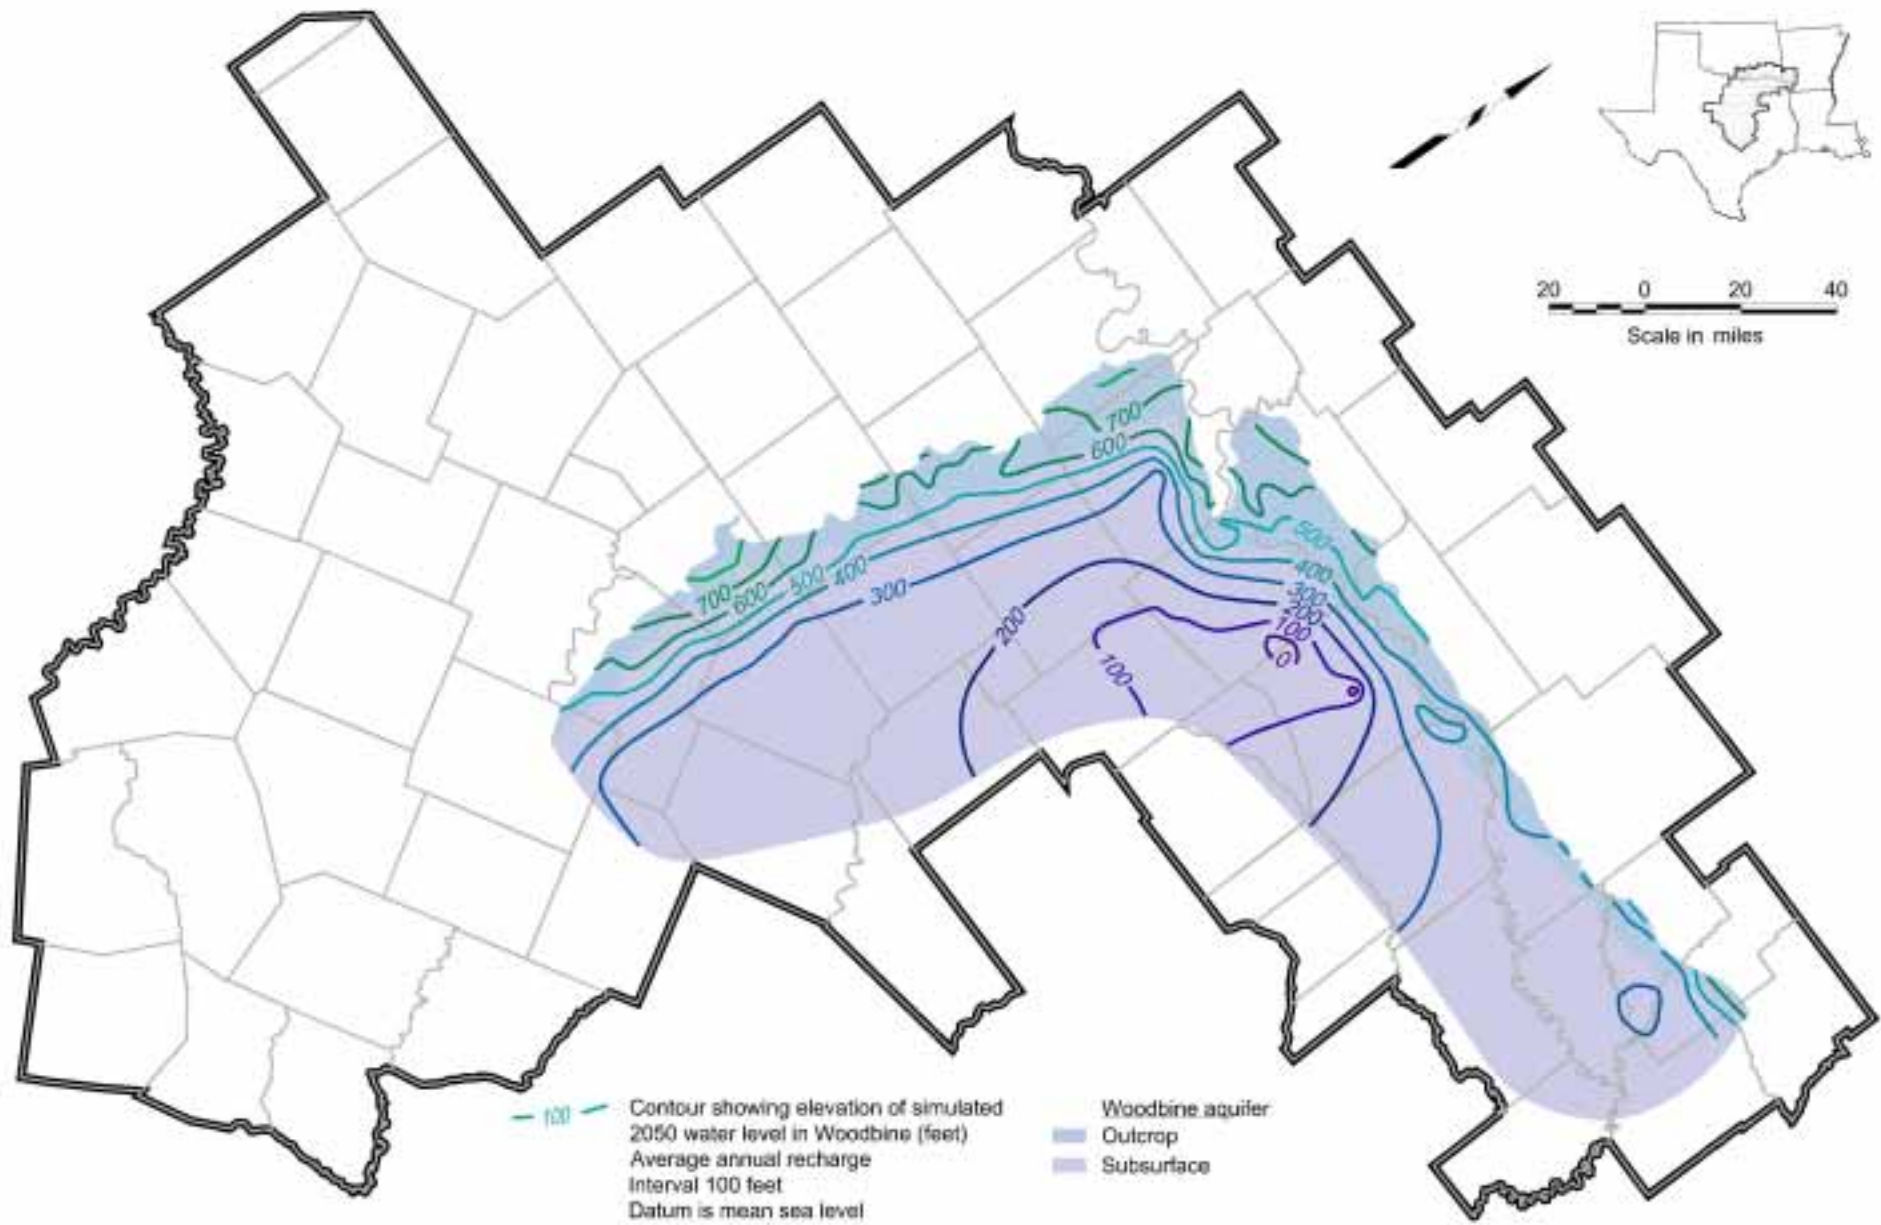 20 0 20 40
Scale in miles
700
600
500
400
300
200
100
0
700
600
500
400
300
200
100
100 Contour showing elevation of simulated
2050 water level in Woodbine (feet)
Average annual recharge
Interval 100 feet
Datum is mean sea level
Woodbine aquifer
Outcrop
Subsurface